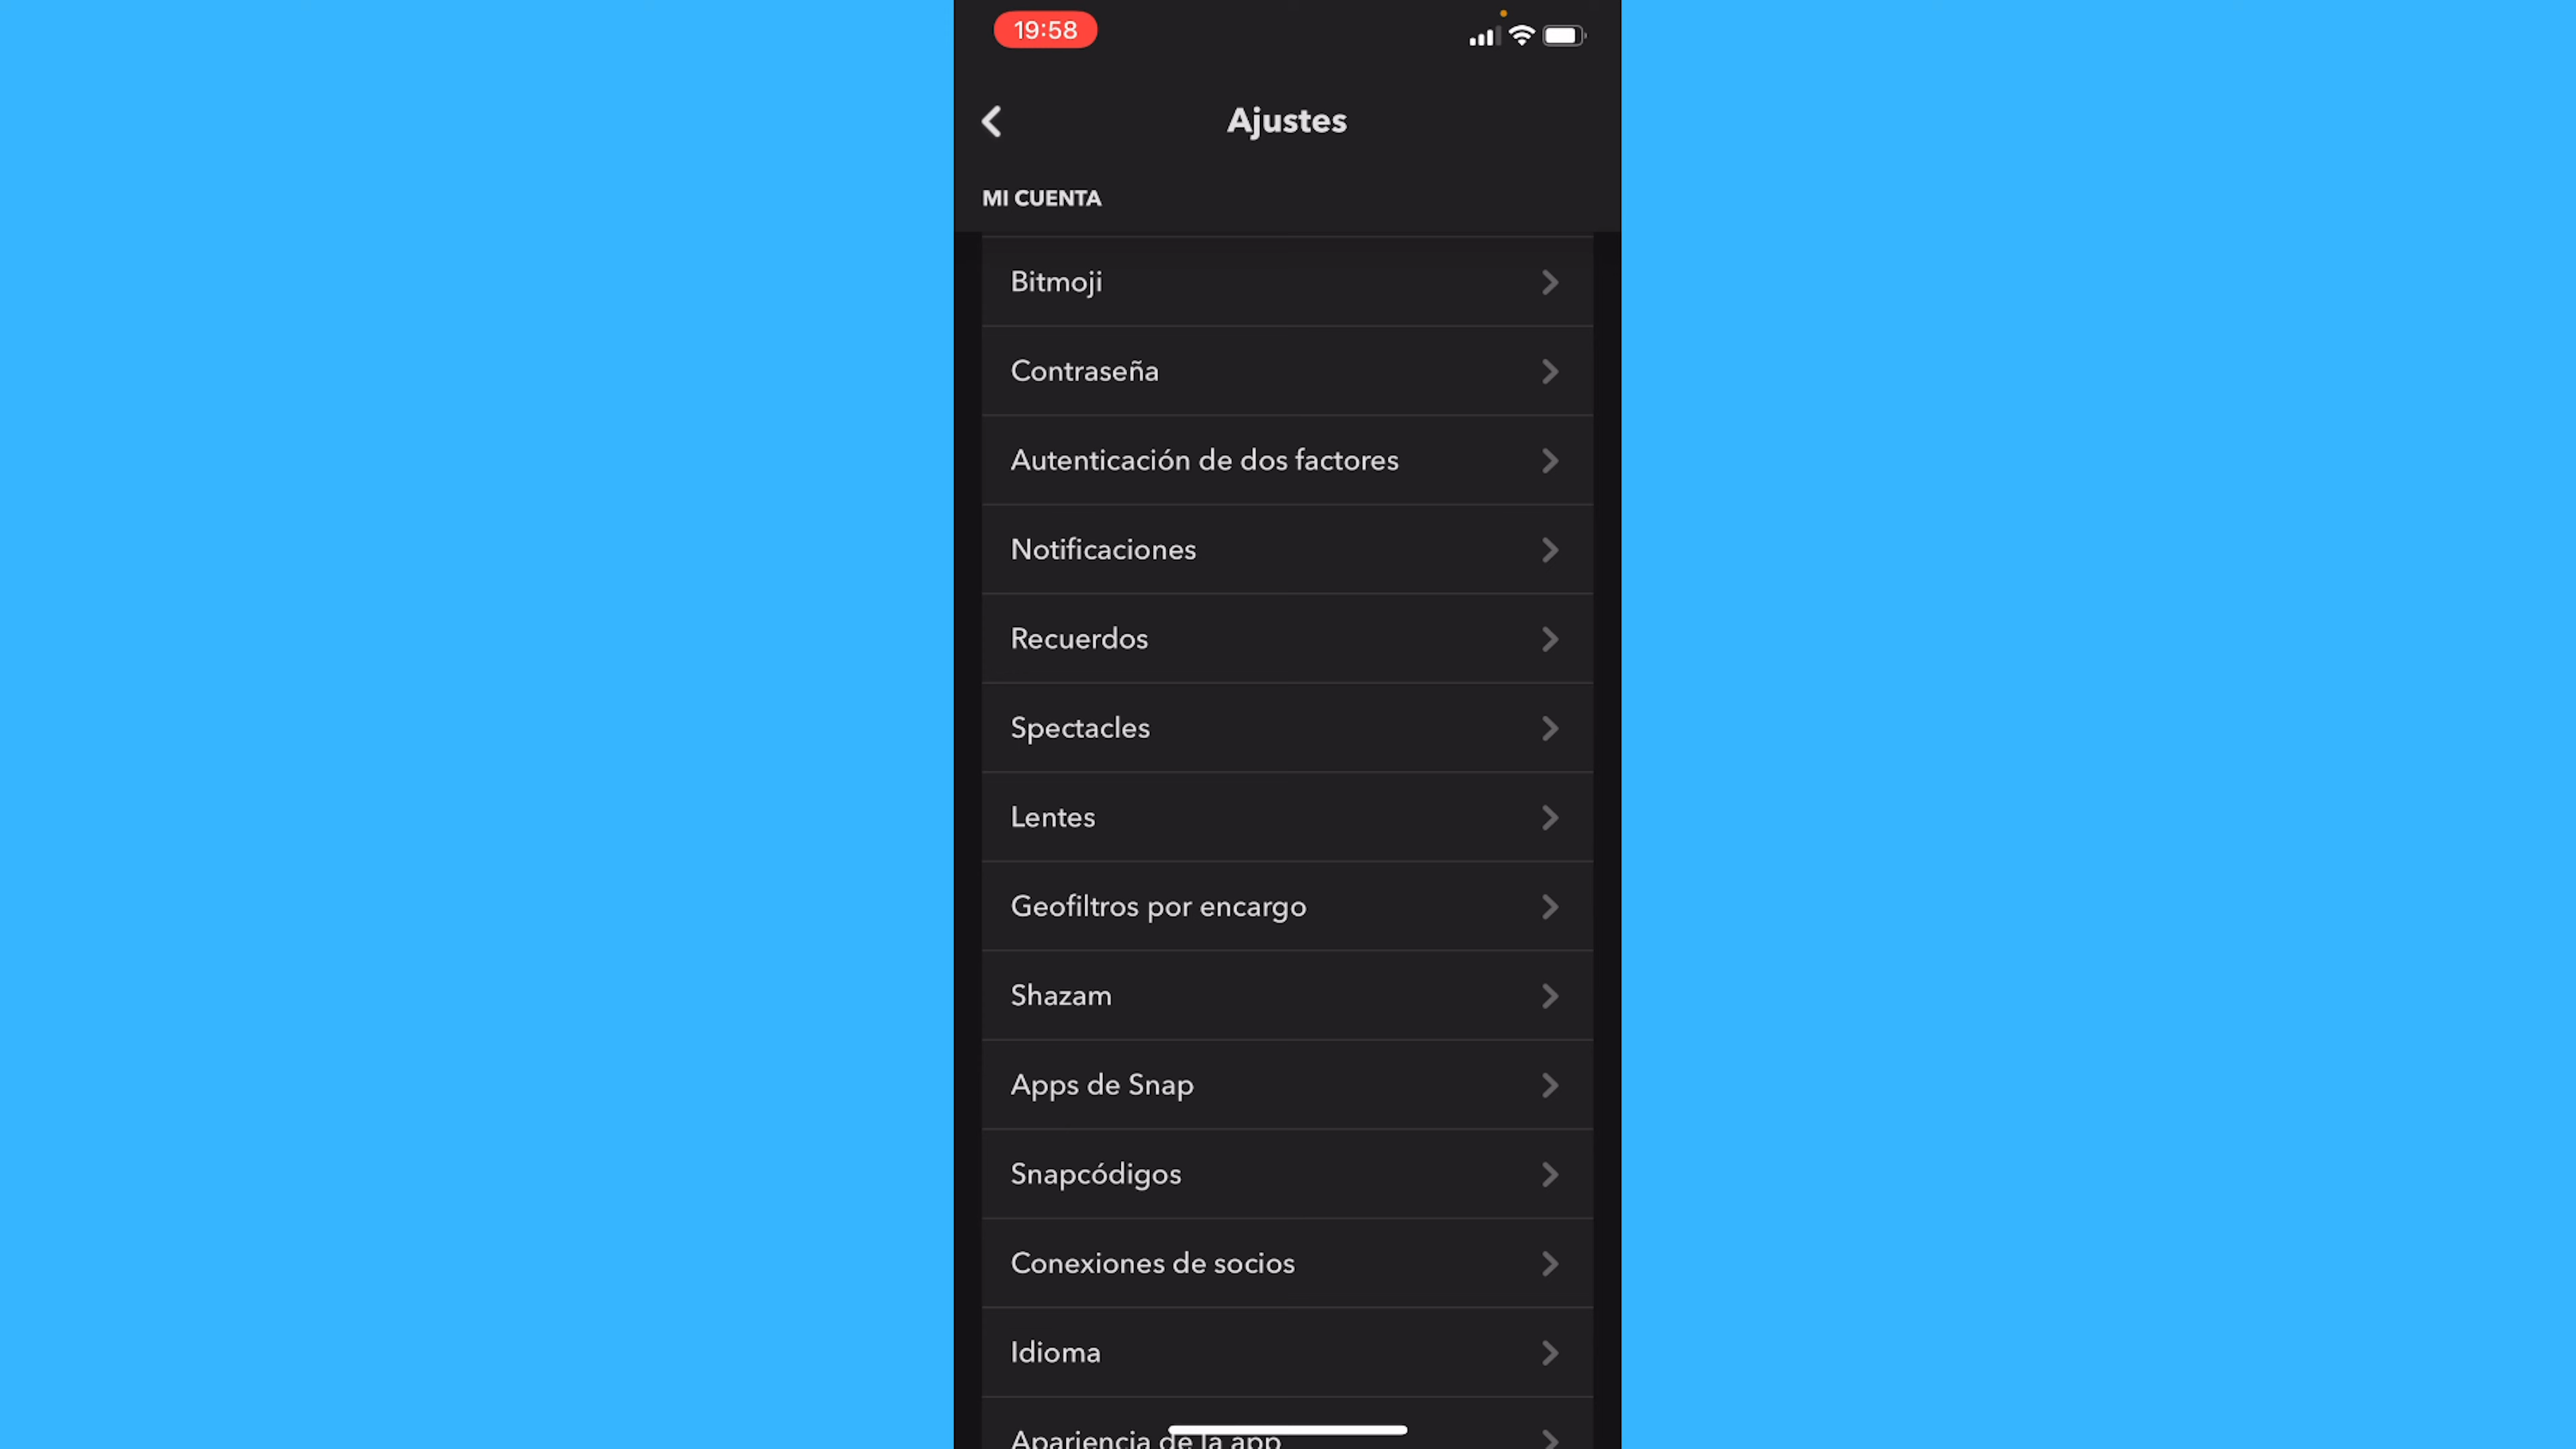 19:58
Ajustes
MI CUENTA
Bitmoji
Contraseña
Autenticación de dos factores
Notificaciones
Recuerdos
Spectacles
Lentes
Geofiltros por encargo
Shazam
Apps de Snap
Snapcódigos
Conexiones de socios
Idioma
Apariencia de la app